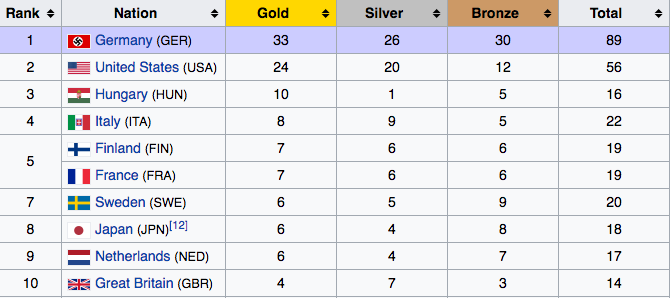 Rank Nation Gold Silver Bronze Total
1 Germany (GER) 33 26 30 89
2 United States (USA) 24 20 12 56
3 Hungary (HUN) 10 1 5 16
4 Italy (ITA) 8 9 5 22
5 Finland (FIN) 7 6 6 19
France (FRA) 7 6 6 19
7 Sweden (SWE) 6 5 9 20
8 Japan (JPN)[12] 6 4 8 18
9 Netherlands (NED) 6 4 7 17
10 Great Britain (GBR) 4 7 3 14